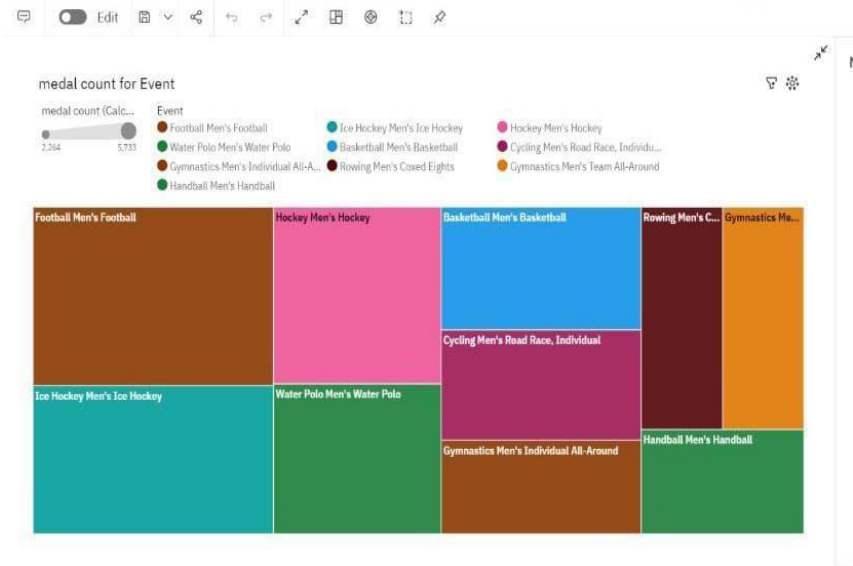 Edit
medal count for Event
medal count (Calc...
2,264 5,733
Event
Football Men's Football
Ice Hockey Men's Ice Hockey
Hockey Men's Hockey
Water Polo Men's Water Polo
Basketball Men's Basketball
Cycling Men's Road Race, Individu...
Gymnastics Men's Individual All-A...
Rowing Men's Coxed Eights
Gymnastics Men's Team All-Around
Handball Men's Handball
Football Men's Football
Hockey Men's Hockey
Basketball Men's Basketball
Rowing Men's C...
Gymnastics Me...
Cycling Men's Road Race, Individual
Ice Hockey Men's Ice Hockey
Water Polo Men's Water Polo
Handball Men's Handball
Gymnastics Men's Individual All-Around